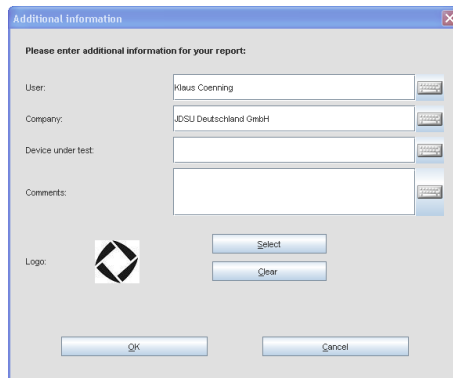 Additional information
Please enter additional information for your report:
User:
Klaus Coenning
Company:
JDSU Deutschland GmbH
Device under test:
Comments:
Logo:
Select
Clear
OK
Cancel